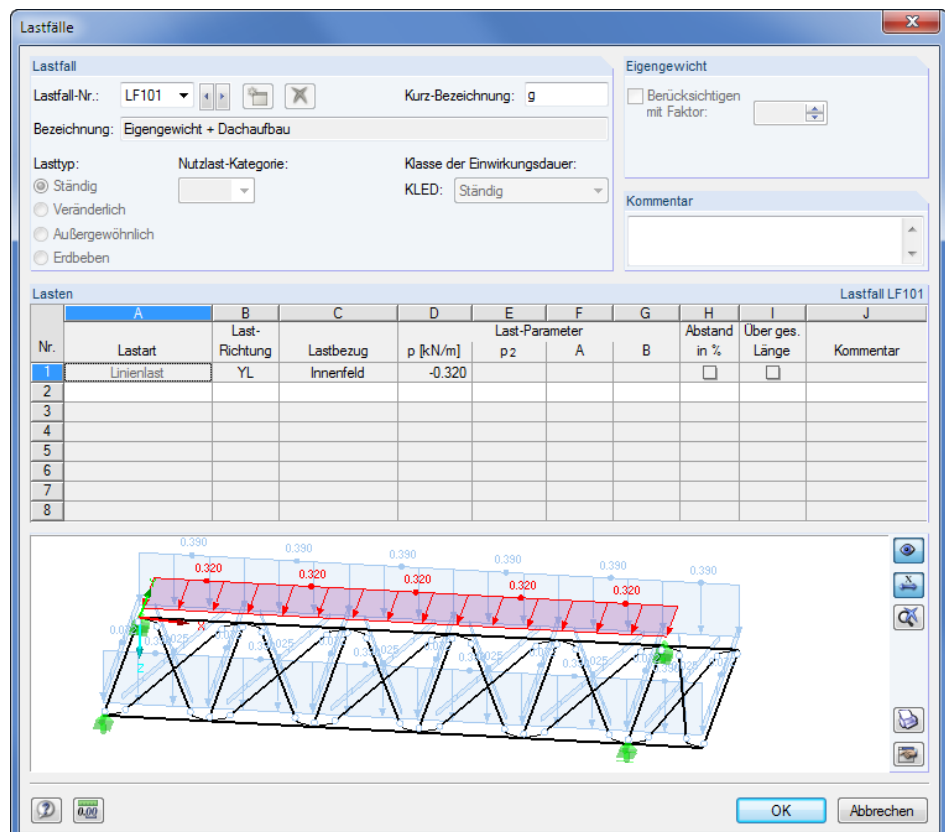 Lastfälle
Lastfall
Lastfall-Nr.: LF101
Kurz-Bezeichnung: g
Bezeichnung: Eigengewicht + Dachaufbau
Lasttyp:
Nutzlast-Kategorie:
Klasse der Einwirkungsdauer:
Ständig
KLED: Ständig
Veränderlich
Außergewöhnlich
Erdbeben
Eigengewicht
Berücksichtigen
mit Faktor:
Kommentar
Lasten
Lastfall LF101
A B C D E F G H I J
Last- Last-Parameter Abstand Über ges.
Nr. Lastart Richtung Lastbezug p [kN/m] p 2 A B in % Länge Kommentar
1 Linienlast YL Innenfeld -0.320
2
3
4
5
6
7
8
0.390 0.390 0.390 0.390 0.390 0.390
0.320 0.320 0.320 0.320 0.320
X
Z
X
0.00
OK Abbrechen